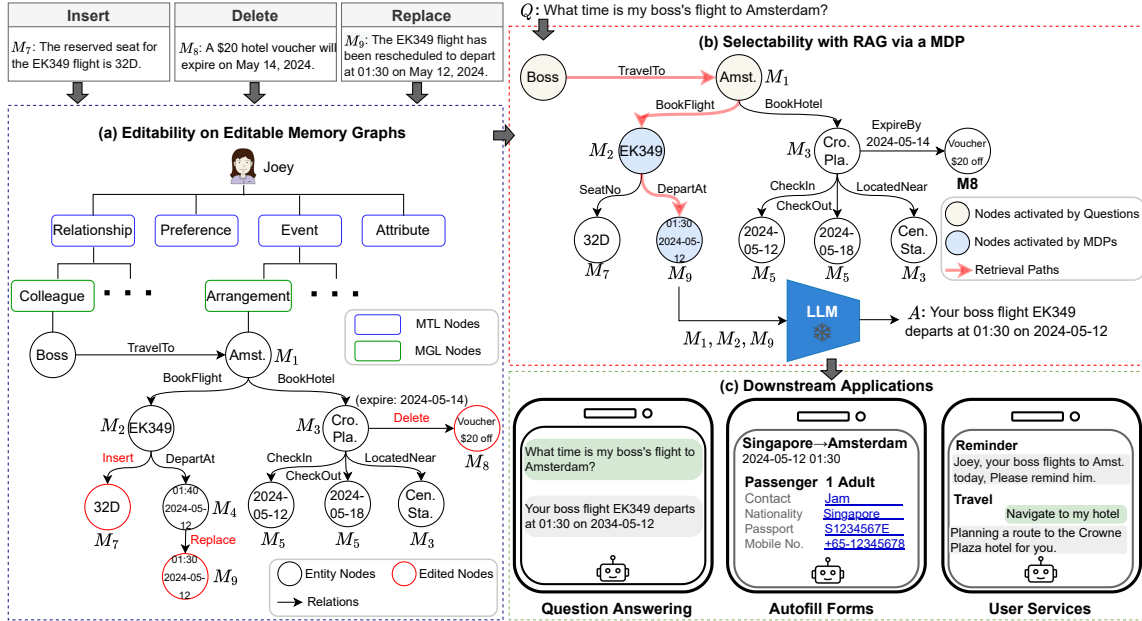 Insert
M7: The reserved seat for
the EK349 flight is 32D.
Delete
M8: A $20 hotel voucher will
expire on May 14, 2024.
Replace
M9: The EK349 flight has
been rescheduled to depart
at 01:30 on May 12, 2024.
(a) Editability on Editable Memory Graphs
Joey
Relationship
Preference
Event
Attribute
Colleague
Arrangement
MTL Nodes
MGL Nodes
Boss
TravelTo
Amst.
M1
BookFlight
BookHotel
M2
EK349
M3
Cro.
Pla.
(expire: 2024-05-14)
Delete
Voucher
$20 off
M8
Insert
DepartAt
CheckIn
CheckOut
LocatedNear
32D
M7
01:40
2024-05-
12
M4
2024-
05-12
M5
2024-
05-18
M5
Cen.
Sta.
M3
Replace
01:30
2024-05-
12
M9
Entity Nodes
Edited Nodes
Relations
Q: What time is my boss's flight to Amsterdam?
(b) Selectability with RAG via a MDP
Boss
TravelTo
Amst.
M1
BookFlight
BookHotel
M2
EK349
M3
Cro.
Pla.
ExpireBy
2024-05-14
Voucher
$20 off
M8
SeatNo
DepartAt
CheckIn
CheckOut
LocatedNear
32D
M7
01:30
2024-05-
12
M9
2024-
05-12
M5
2024-
05-18
M5
Cen.
Sta.
M3
Nodes activated by Questions
Nodes activated by MDPs
Retrieval Paths
M1, M2, M9
LLM
A: Your boss flight EK349
departs at 01:30 on 2024-05-12
(c) Downstream Applications
What time is my boss's flight to
Amsterdam?
Your boss flight EK349 departs
at 01:30 on 2034-05-12
Question Answering
Singapore→Amsterdam
2024-05-12 01:30
Passenger 1 Adult
Contact Jam
Nationality Singapore
Passport S1234567E
Mobile No. +65-12345678
Autofill Forms
Reminder
Joey, your boss flights to Amst.
today, Please remind him.
Travel
Navigate to my hotel
Planning a route to the Crowne
Plaza hotel for you.
User Services